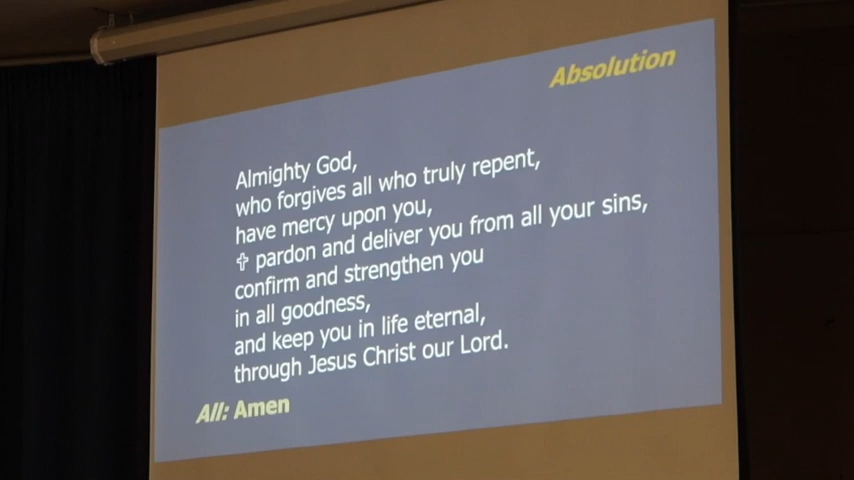 Absolution
Almighty God,
who forgives all who truly repent,
have mercy upon you,
✞ pardon and deliver you from all your sins,
confirm and strengthen you
in all goodness,
and keep you in life eternal,
through Jesus Christ our Lord.
All: Amen